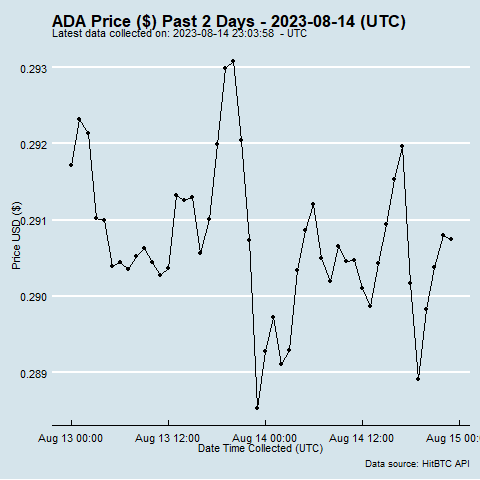 ADA Price ($) Past 2 Days - 2023-08-14 (UTC)
Latest data collected on: 2023-08-14 23:03:58 - UTC
0.293
0.292
0.291
0.290
0.289
Price USD ($)
Aug 13 00:00 Aug 13 12:00 Aug 14 00:00 Aug 14 12:00 Aug 15 00:
Date Time Collected (UTC)
Data source: HitBTC API